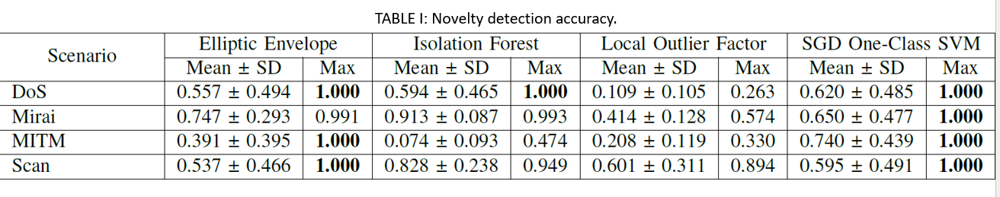 TABLE I: Novelty detection accuracy.
Scenario Elliptic Envelope Isolation Forest Local Outlier Factor SGD One-Class SVM
Mean ± SD Max Mean ± SD Max Mean ± SD Max Mean ± SD Max
DoS 0.557 ± 0.494 1.000 0.594 ± 0.465 1.000 0.109 ± 0.105 0.263 0.620 ± 0.485 1.000
Mirai 0.747 ± 0.293 0.991 0.913 ± 0.087 0.993 0.414 ± 0.128 0.574 0.650 ± 0.477 1.000
MITM 0.391 ± 0.395 1.000 0.074 ± 0.093 0.474 0.208 ± 0.119 0.330 0.740 ± 0.439 1.000
Scan 0.537 ± 0.466 1.000 0.828 ± 0.238 0.949 0.601 ± 0.311 0.894 0.595 ± 0.491 1.000